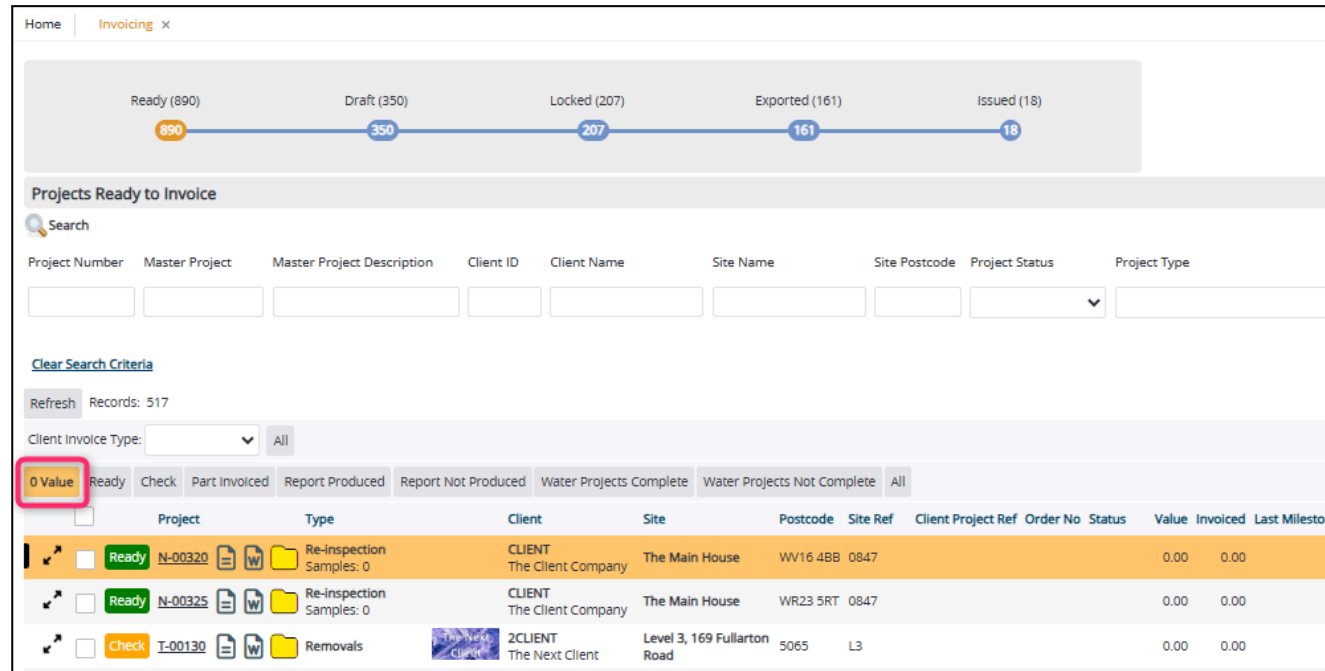 Home Invoicing ×
Ready (890) Draft (350) Locked (207) Exported (161) Issued (18)
890 350 207 161 18
Projects Ready to Invoice
Search
Project Number Master Project Master Project Description Client ID Client Name Site Name Site Postcode Project Status Project Type
Clear Search Criteria
Refresh Records: 517
Client Invoice Type: All
0 Value Ready Check Part Invoiced Report Produced Report Not Produced Water Projects Complete Water Projects Not Complete All
Project Type Client Site Postcode Site Ref Client Project Ref Order No Status Value Invoiced Last Milesto
Ready N-00320 W Re-inspection CLIENT The Main House WV16 4BB 0847 0.00 0.00
Samples: 0 The Client Company
Ready N-00325 W Re-inspection CLIENT The Main House WR23 5RT 0847 0.00 0.00
Samples: 0 The Client Company
Check T-00130 W Removals The Next Client 2CLIENT Level 3, 169 Fullarton 5065 L3 0.00 0.00
The Next Client Road